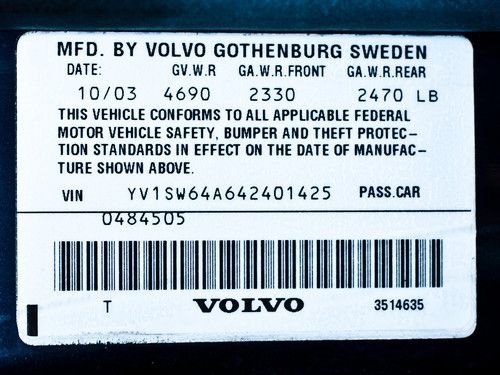 MFD. BY VOLVO GOTHENBURG SWEDEN
DATE: GV.W.R GA.W.R.FRONT GA.W.R.REAR
10/03 4690 2330 2470 LB
THIS VEHICLE CONFORMS TO ALL APPLICABLE FEDERAL
MOTOR VEHICLE SAFETY, BUMPER AND THEFT PROTEC–
TION STANDARDS IN EFFECT ON THE DATE OF MANUFAC–
TURE SHOWN ABOVE.
VIN YV1SW64A642401425 PASS.CAR
0484505
T VOLVO 3514635